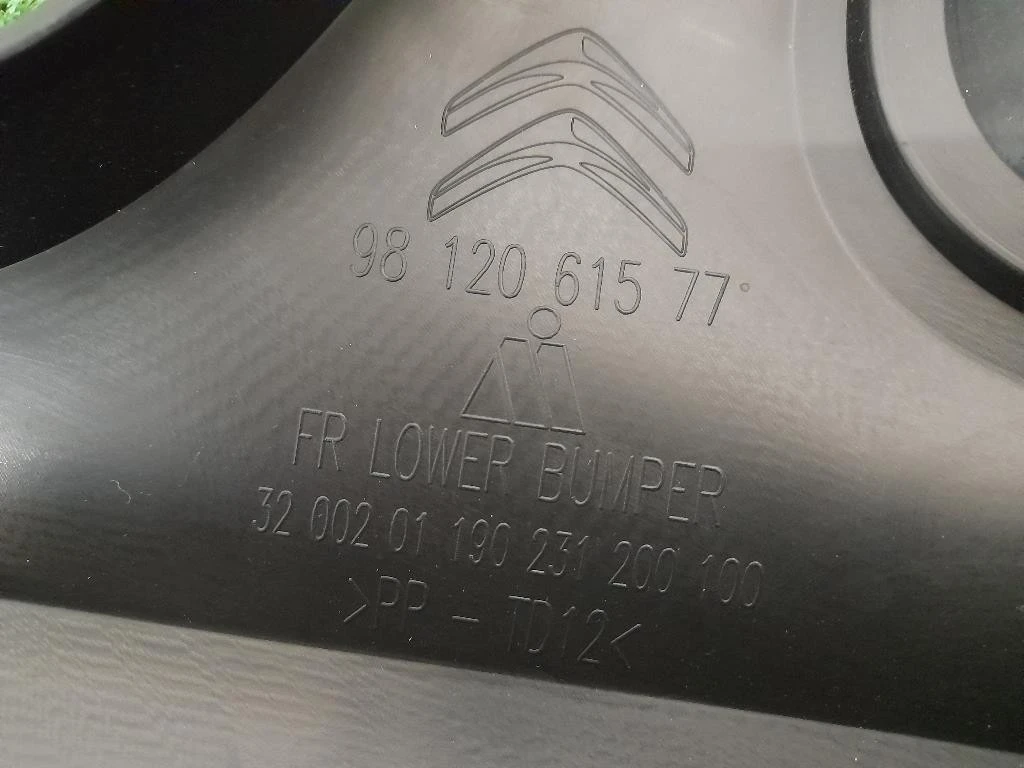 98 120 615 77
FR LOWER BUMPER
32 002 01 190 231 200 100
>PP - TD12<